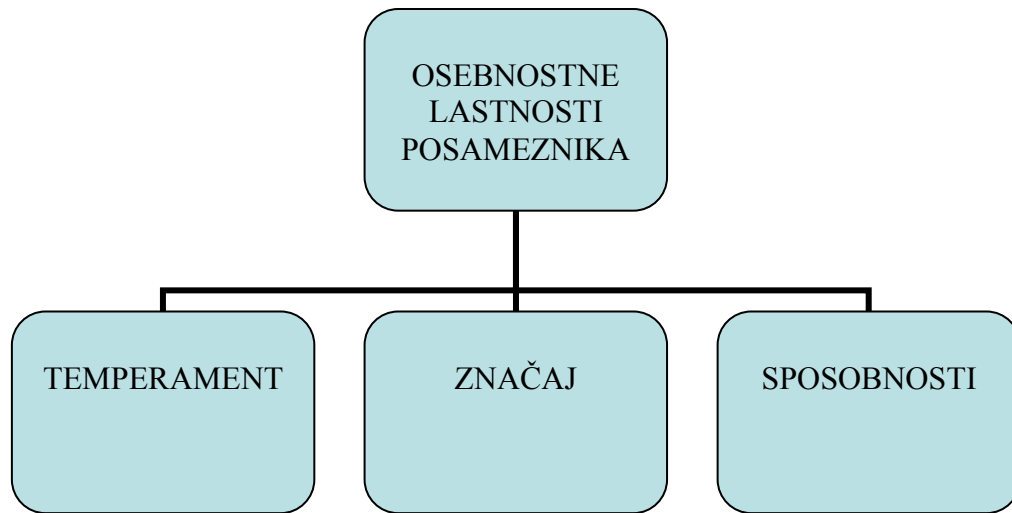 OSEBNOSTNE
LASTNOSTI
POSAMEZNIKA
TEMPERAMENT
ZNAČAJ
SPOSOBNOSTI